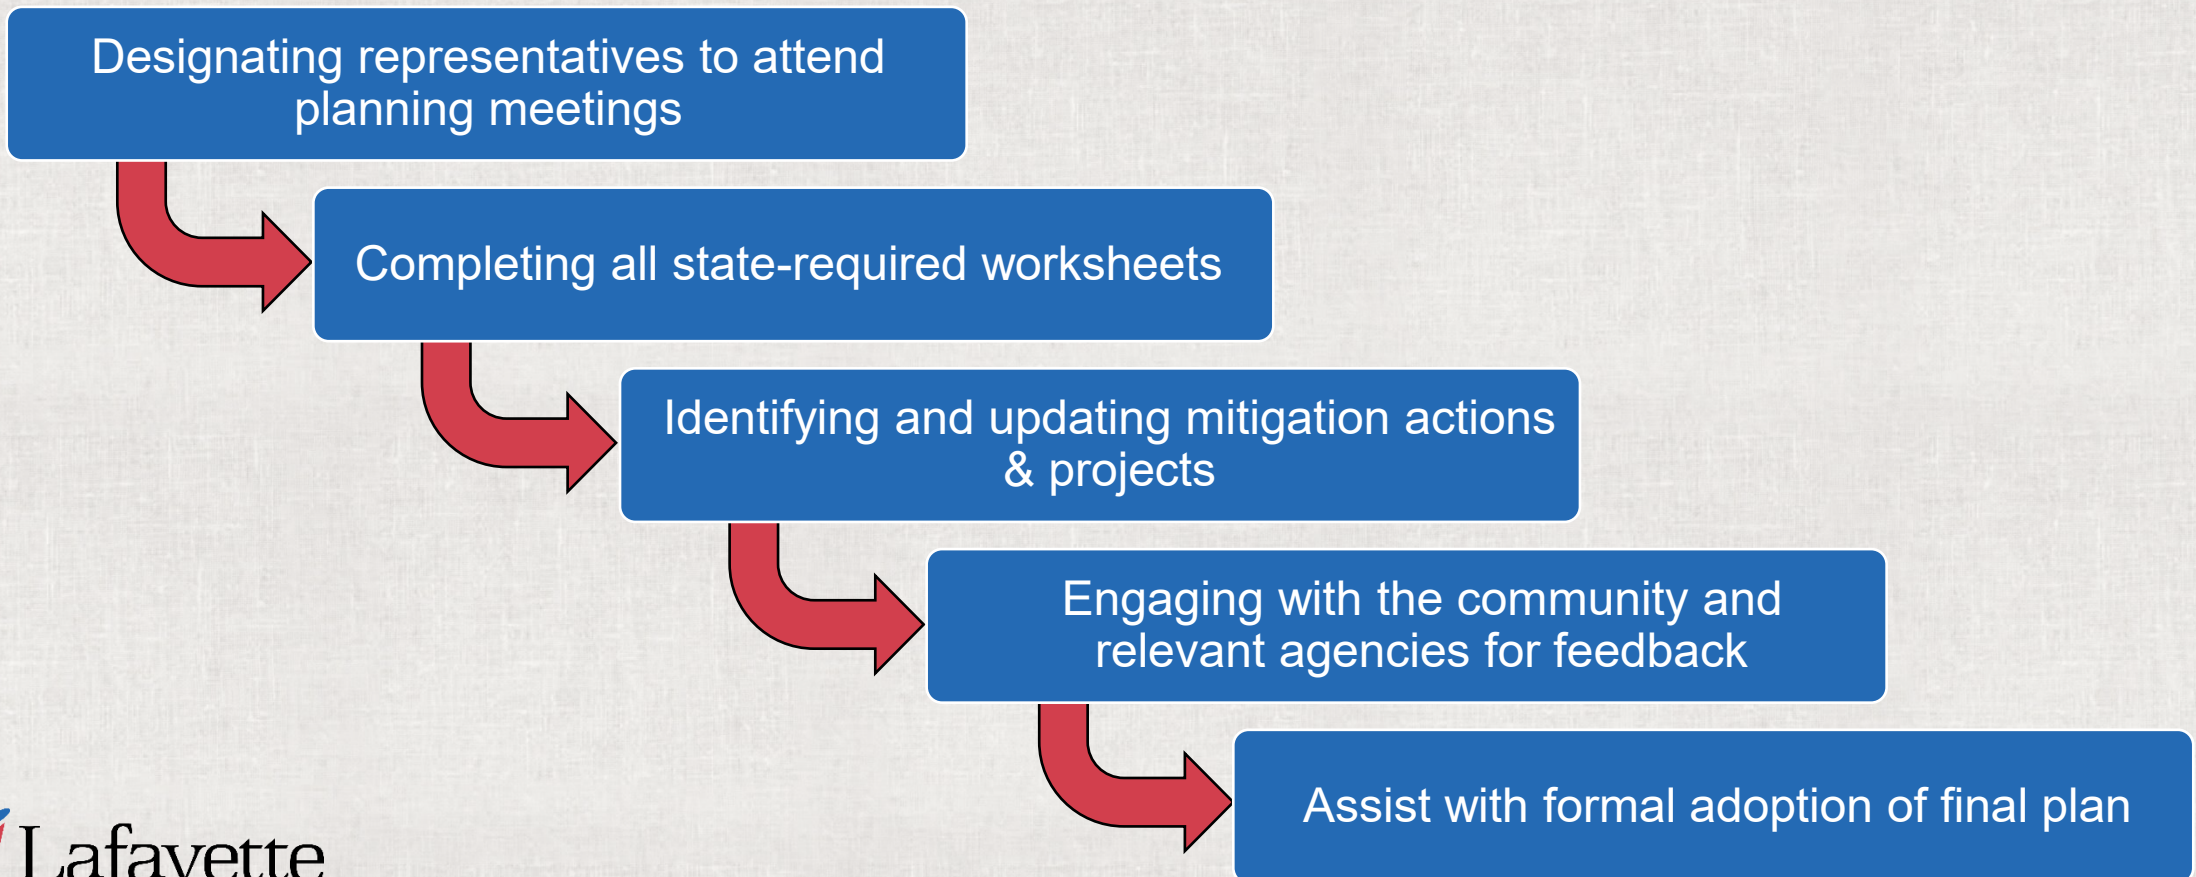 Designating representatives to attend
planning meetings
Completing all state-required worksheets
Identifying and updating mitigation actions
& projects
Engaging with the community and
relevant agencies for feedback
Assist with formal adoption of final plan
Lafayette